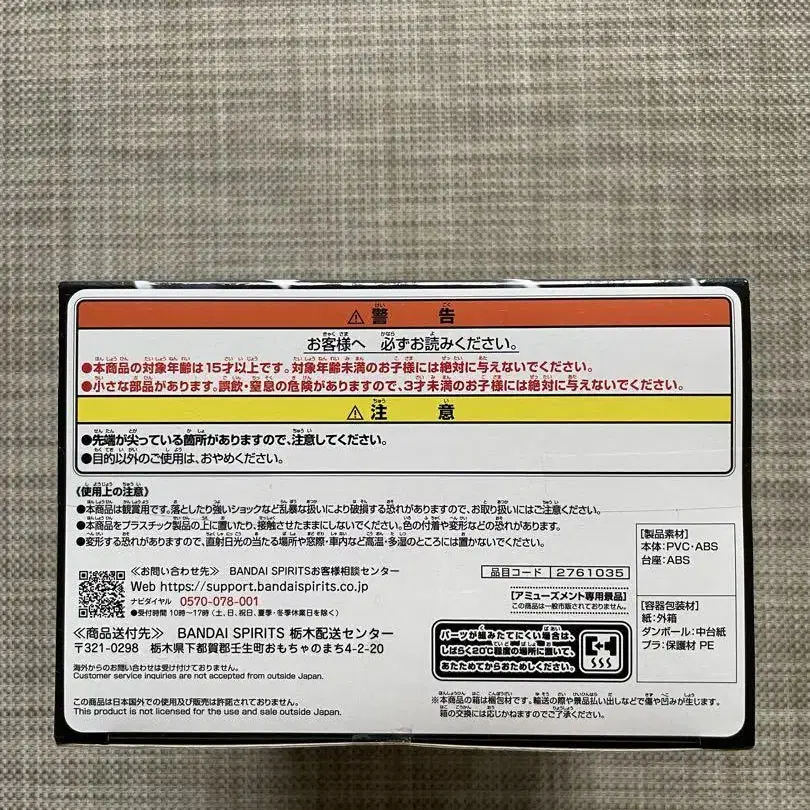 ⚠警告
お客様へ 必ずお読みください。
●本商品の対象年齢は15才以上です。対象年齢未満のお子様には絶対に与えないでください。
●小さな部品があります。誤飲・窒息の危険がありますので、3才未満のお子様には絶対に与えないでください。
⚠注意
●先端が尖っている箇所がありますので、注意してください。
●目的以外のご使用は、おやめください。
《使用上の注意》
●本商品は観賞用です。落としたり強いショックなど乱暴な扱いにより破損する恐れがありますので、お取り扱いにはご注意ください。
●本商品をプラスチック製品の上に置いたり、接触させたままにしないでください。色の付着や変形などの恐れがあります。
●変形する恐れがありますので、直射日光の当たる場所や窓際・車内など高温・多湿のところには置かないでください。
≪お問い合わせ先≫ BANDAI SPIRITSお客様相談センター
Web https://support.bandaispirits.co.jp
ナビダイヤル 0570-078-001
●受付時間 10時〜17時(土、日、祝日、夏季・冬季休業日を除く)
≪商品送付先≫ BANDAI SPIRITS 栃木配送センター
〒321-0298 栃木県下都賀郡壬生町おもちゃのまち4-2-20
海外からのお問い合わせは受け付けておりません。
Customer service inquiries are not accepted from outside Japan.
この商品は日本国外での使用及び販売は許諾されておりません。
This product is not licensed for the use and sale outside Japan.
品目コード 2761035
[アミューズメント専用景品]
この商品は一般市販されておりません。
パーツが組みたてにくい場合は、
しばらく20℃程度の場所に置いて、
あたためてからおためしください。
※本商品の箱は梱包材です。輸送の際や景品払い出しなどで傷や凹みが生じます。
箱の交換には応じかねますのでご了承ください。
[製品素材]
本体:PVC・ABS
台座:ABS
[容器包装材]
紙:外箱
ダンボール:中台紙
プラ:保護材 PE